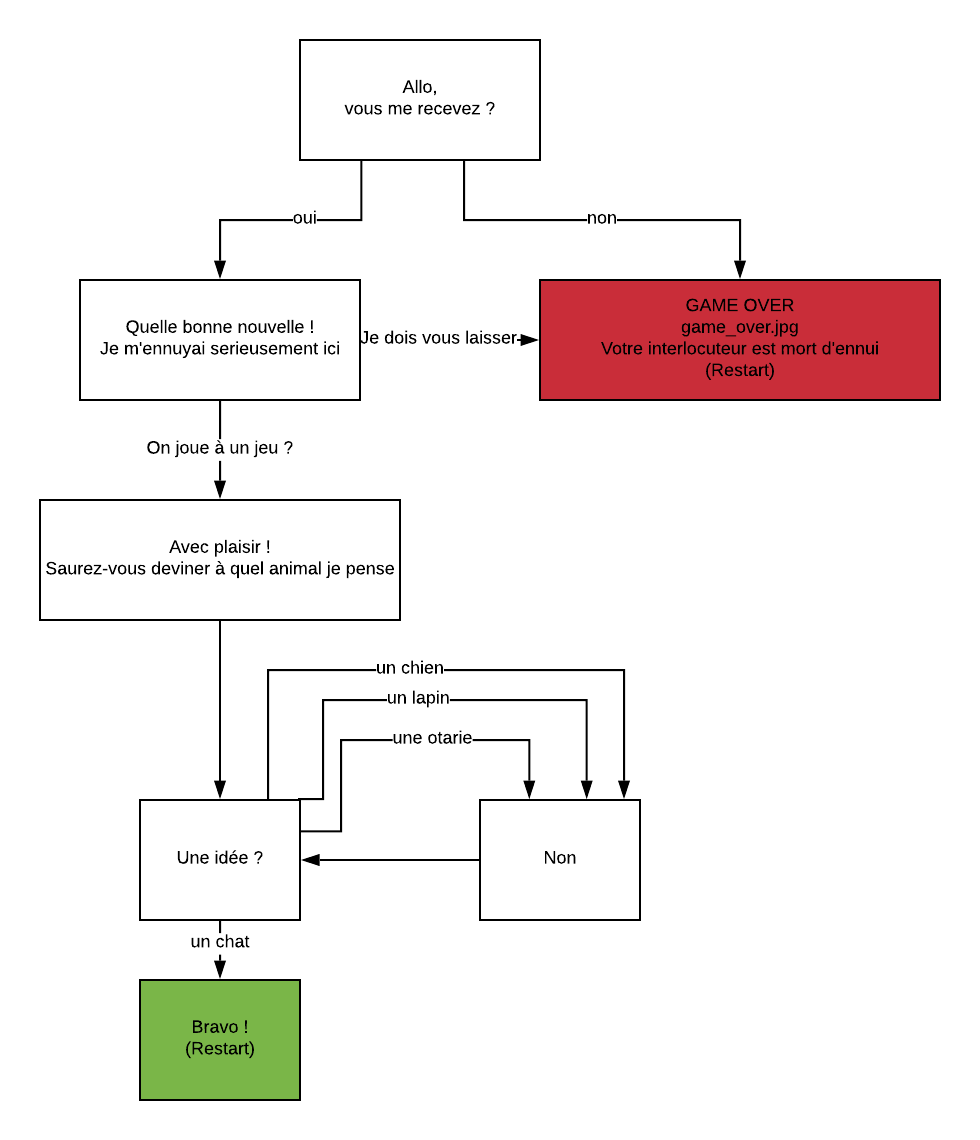 Allo,
vous me recevez ?
oui
non
Quelle bonne nouvelle !
Je m'ennuyai serieusement ici
Je dois vous laisser
GAME OVER
game_over.jpg
Votre interlocuteur est mort d'ennui
(Restart)
On joue à un jeu ?
Avec plaisir !
Saurez-vous deviner à quel animal je pense
un chien
un lapin
une otarie
Une idée ?
Non
un chat
Bravo !
(Restart)